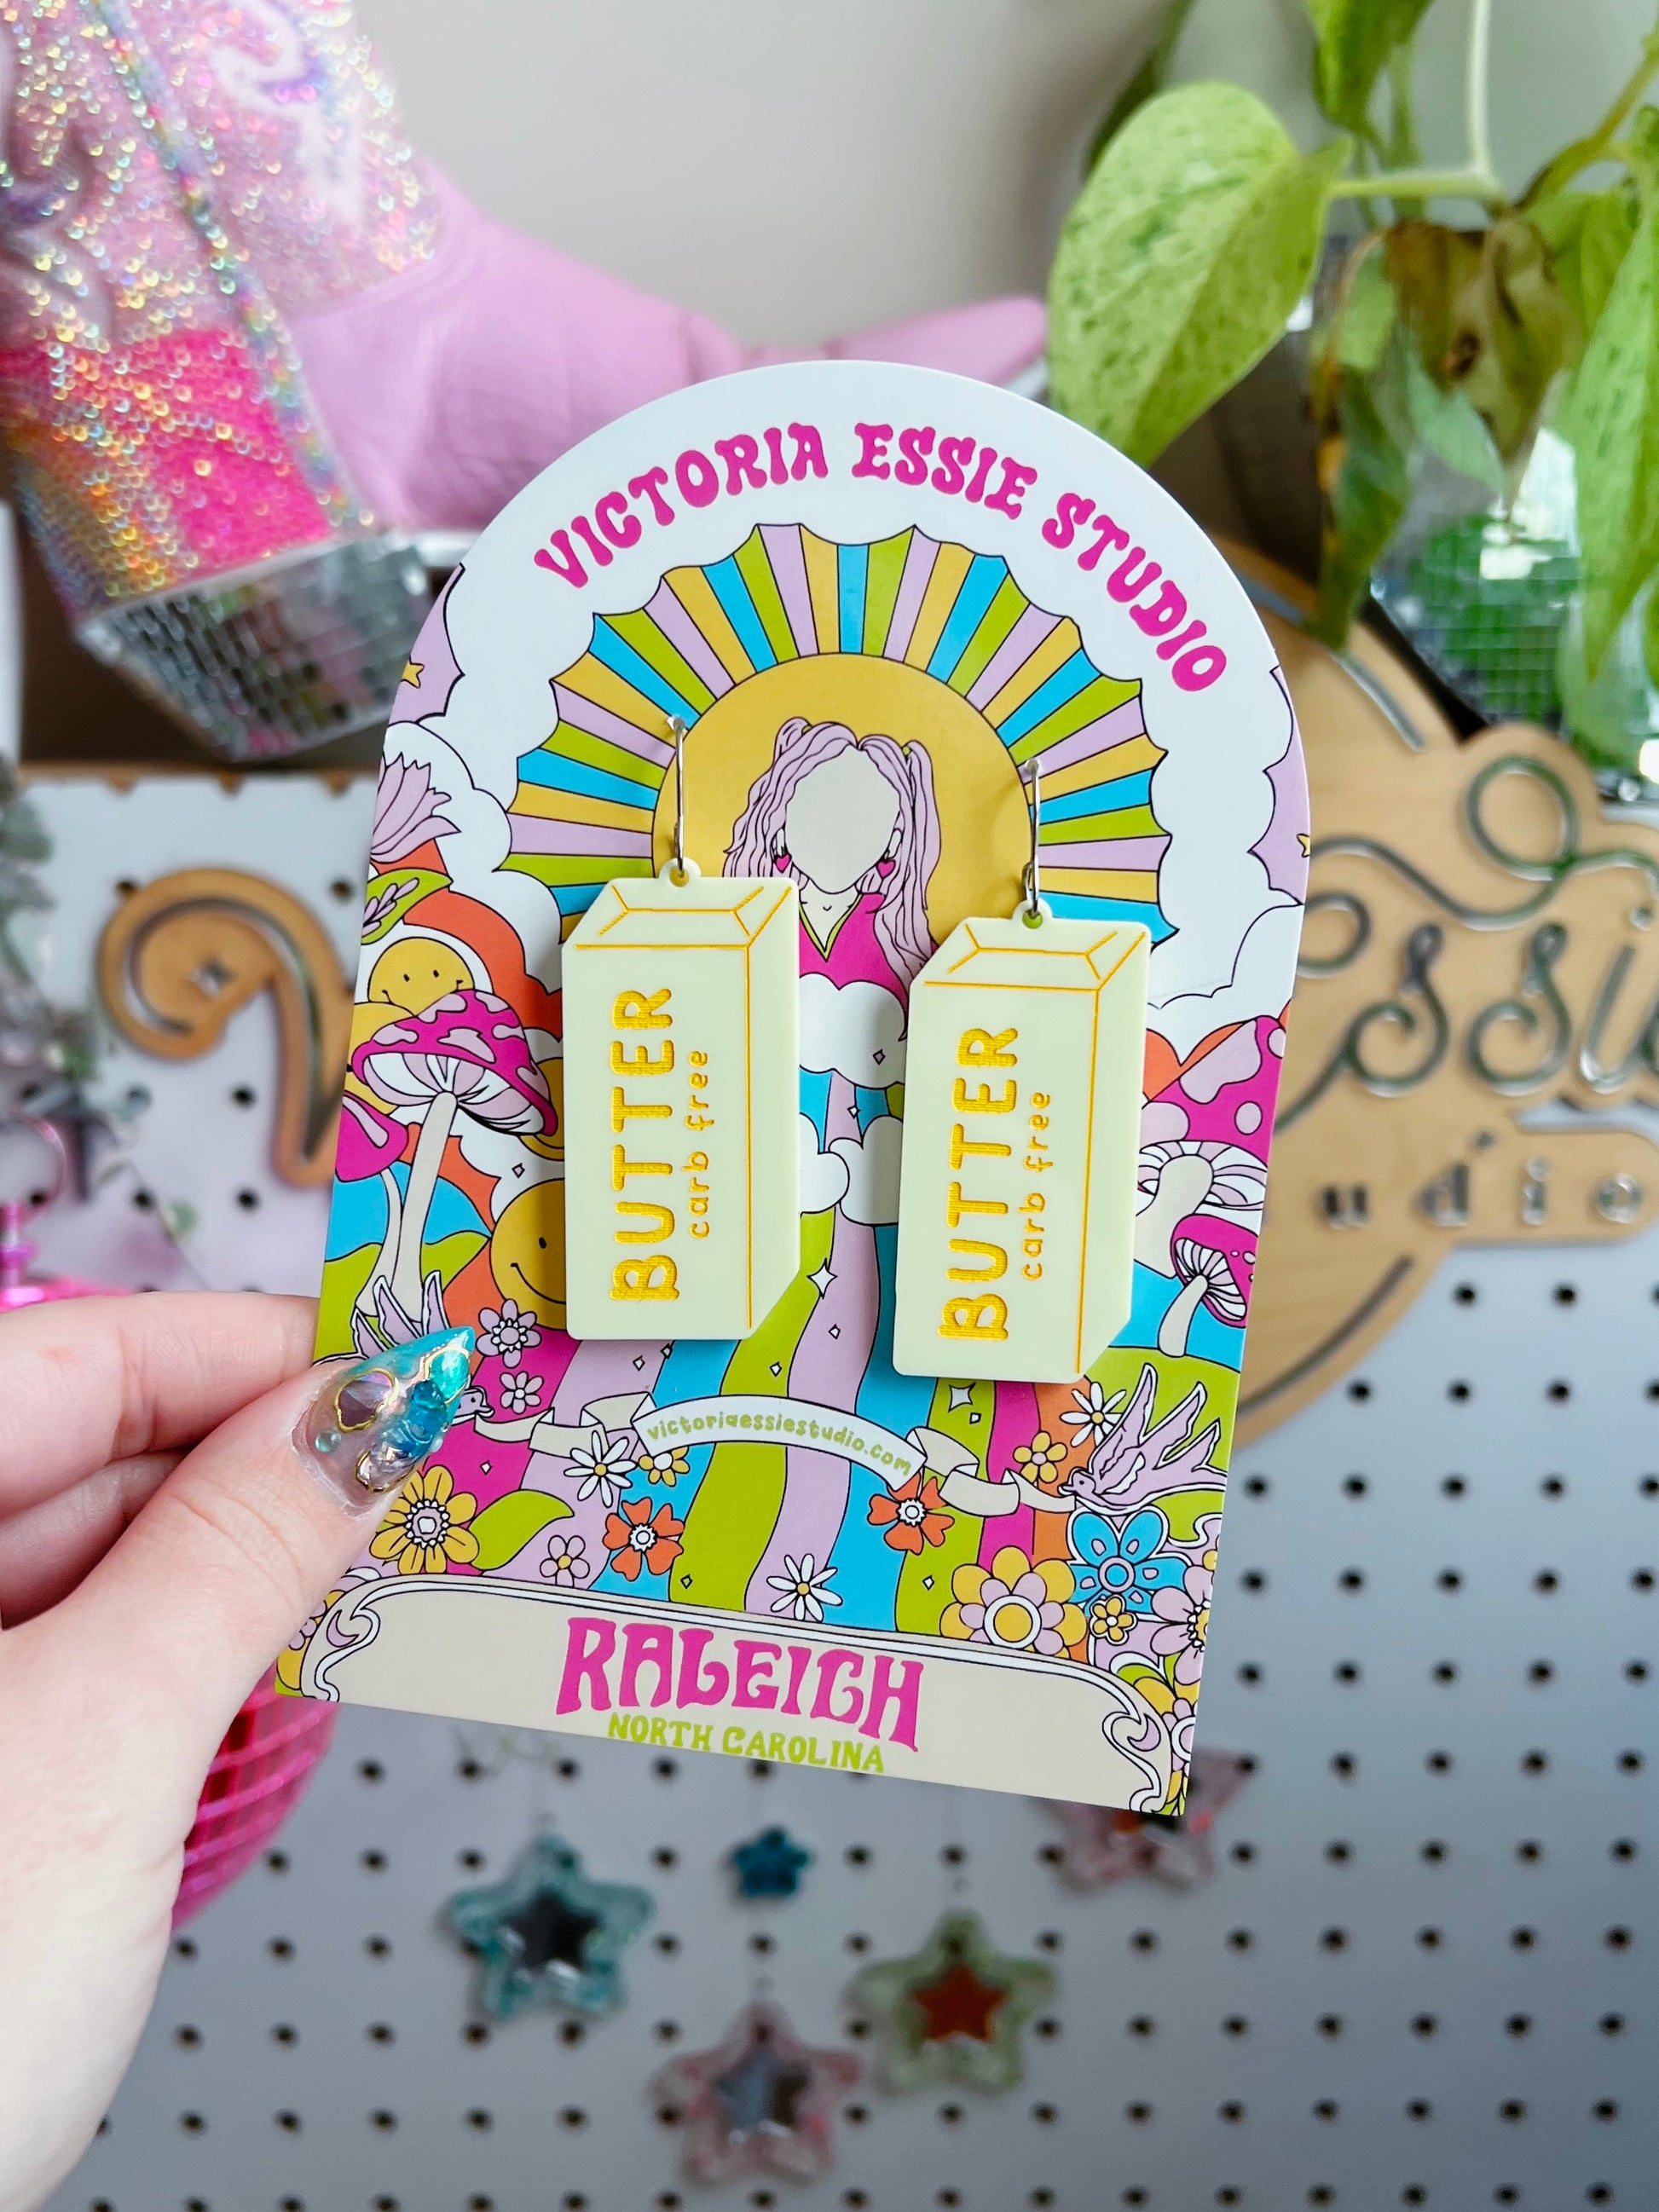 VICTORIA ESSIE STUDIO
BUTTER
carb free
BUTTER
carb free
victoriaessiestudio.com
RALEIGH
NORTH CAROLINA